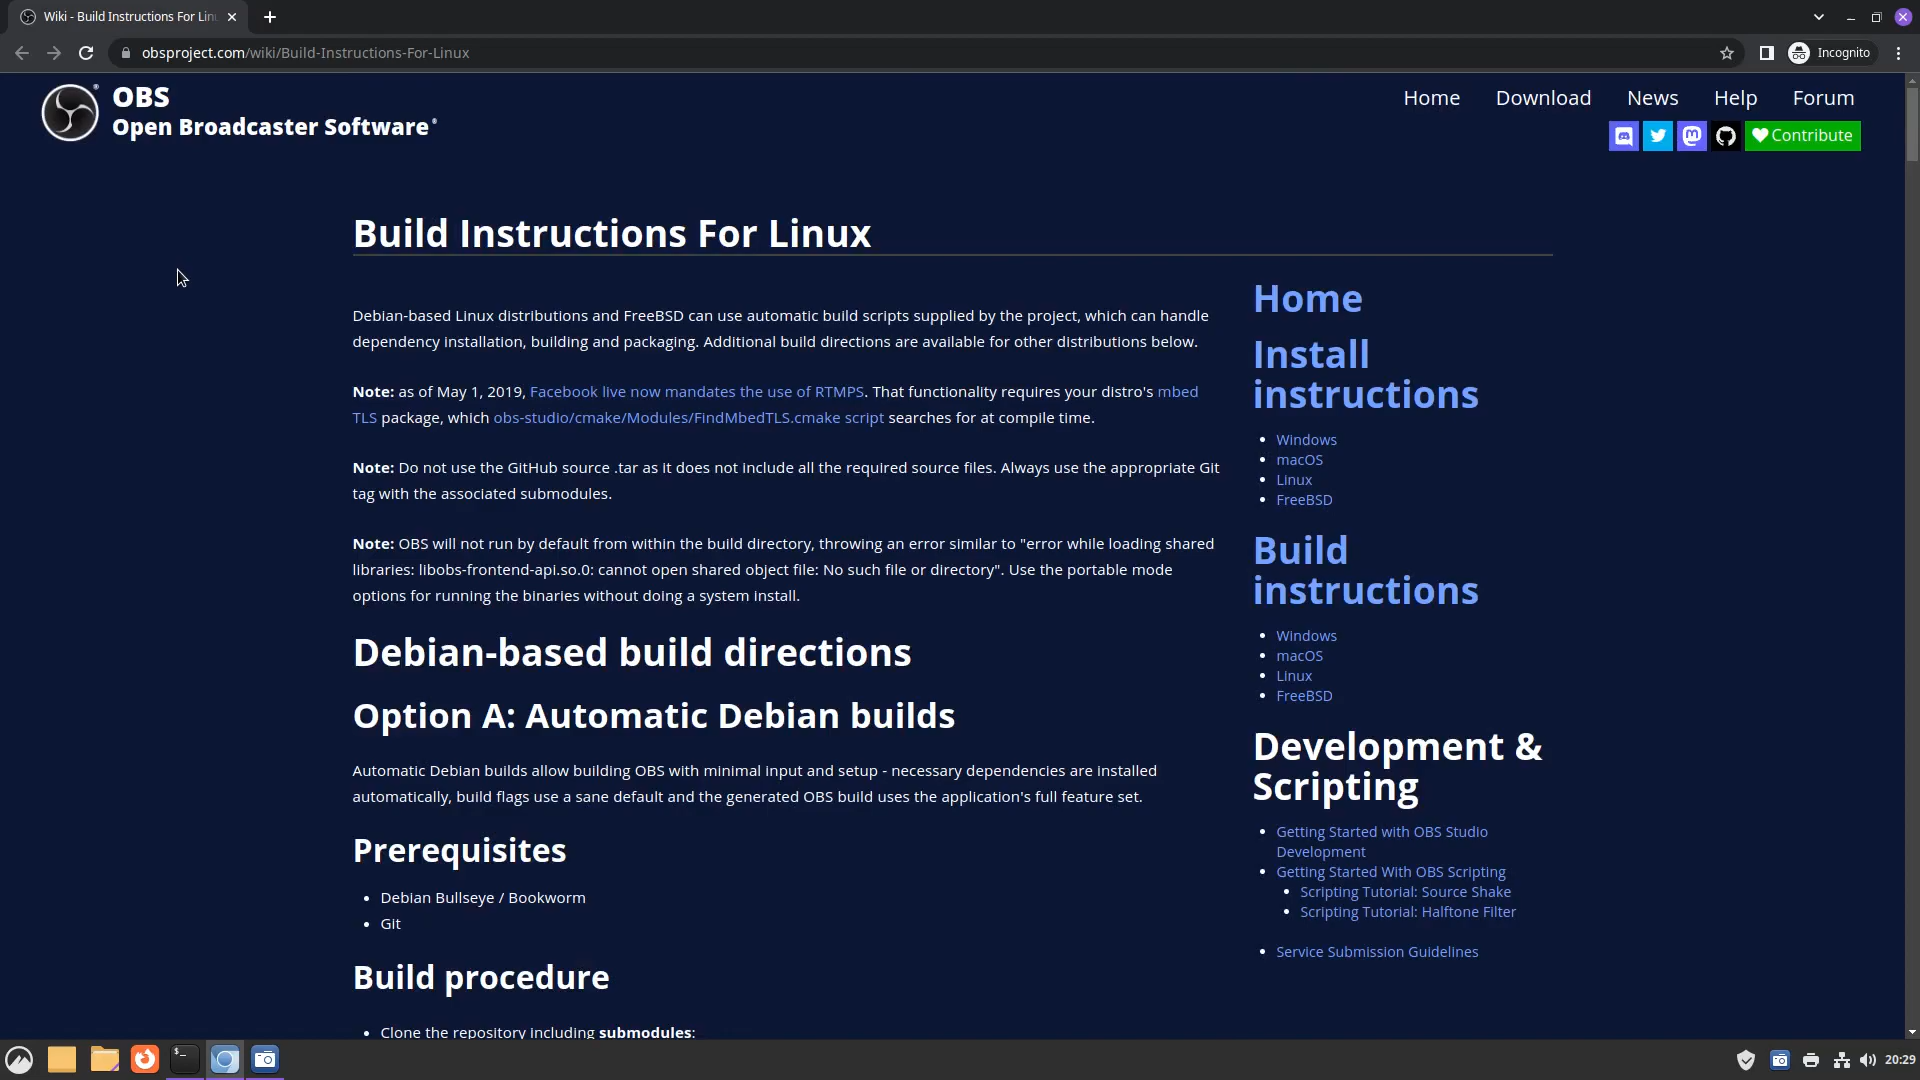 Wiki - Build Instructions For Lin
obsproject.com/wiki/Build-Instructions-For-Linux
Incognito
OBS
Open Broadcaster Software®
Home
Download
News
Help
Forum
Contribute
Build Instructions For Linux
Debian-based Linux distributions and FreeBSD can use automatic build scripts supplied by the project, which can handle
dependency installation, building and packaging. Additional build directions are available for other distributions below.
Note: as of May 1, 2019, Facebook live now mandates the use of RTMPS. That functionality requires your distro's mbed
TLS package, which obs-studio/cmake/Modules/FindMbedTLS.cmake script searches for at compile time.
Note: Do not use the GitHub source .tar as it does not include all the required source files. Always use the appropriate Git
tag with the associated submodules.
Note: OBS will not run by default from within the build directory, throwing an error similar to "error while loading shared
libraries: libobs-frontend-api.so.0: cannot open shared object file: No such file or directory". Use the portable mode
options for running the binaries without doing a system install.
Debian-based build directions
Option A: Automatic Debian builds
Automatic Debian builds allow building OBS with minimal input and setup - necessary dependencies are installed
automatically, build flags use a sane default and the generated OBS build uses the application's full feature set.
Prerequisites
• Debian Bullseye / Bookworm
• Git
Build procedure
• Clone the repository including submodules:
Home
Install
instructions
• Windows
• macOS
• Linux
• FreeBSD
Build
instructions
• Windows
• macOS
• Linux
• FreeBSD
Development &
Scripting
• Getting Started with OBS Studio
Development
• Getting Started With OBS Scripting
• Scripting Tutorial: Source Shake
• Scripting Tutorial: Halftone Filter
• Service Submission Guidelines
20:29